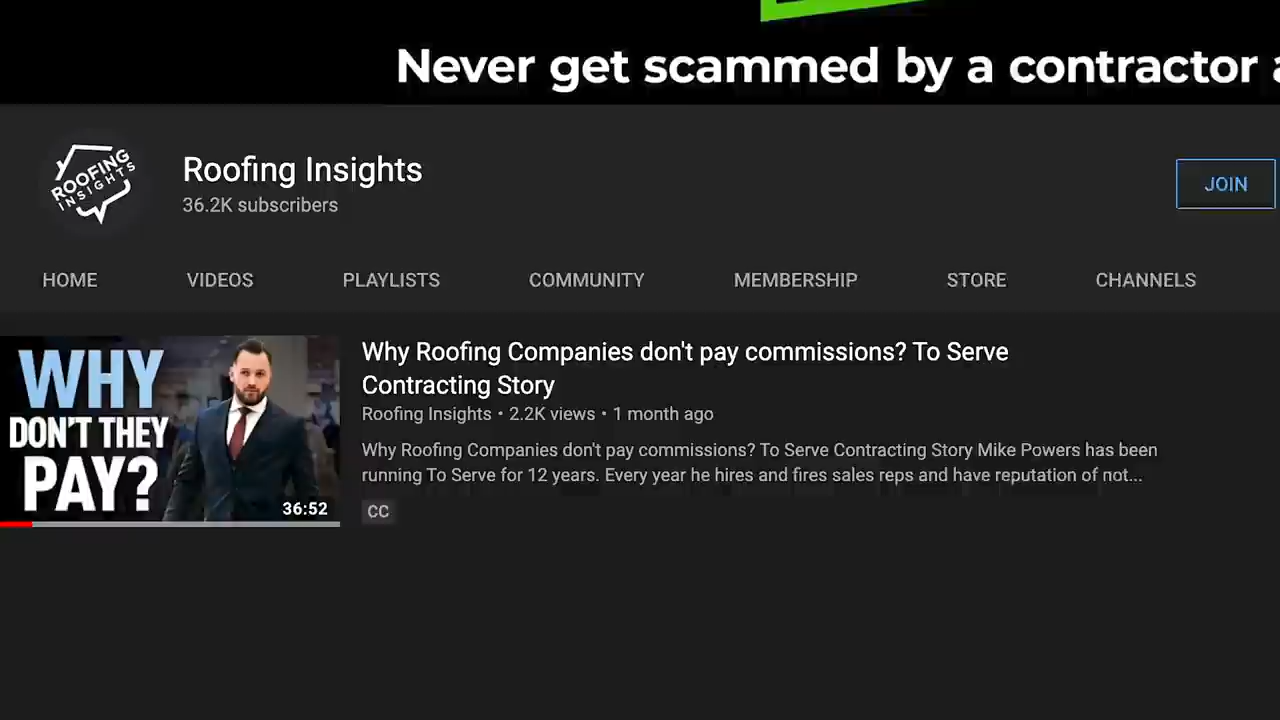 Never get scammed by a contractor
ROOFING
INSIGHTS
Roofing Insights
36.2K subscribers
JOIN
HOME VIDEOS PLAYLISTS COMMUNITY MEMBERSHIP STORE CHANNELS
WHY
DON'T THEY
PAY?
36:52
Why Roofing Companies don't pay commissions? To Serve
Contracting Story
Roofing Insights • 2.2K views • 1 month ago
Why Roofing Companies don't pay commissions? To Serve Contracting Story Mike Powers has been
running To Serve for 12 years. Every year he hires and fires sales reps and have reputation of not...
CC